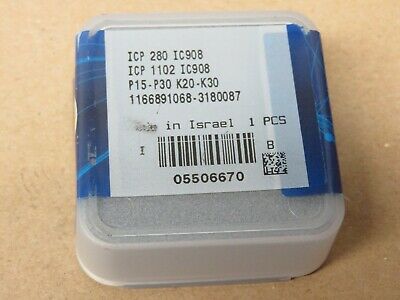 ICP 280 IC908
ICP 1102 IC908
P15-P30 K20-K30
1166891068-3180087
in Israel 1 PCS
I B
05506670